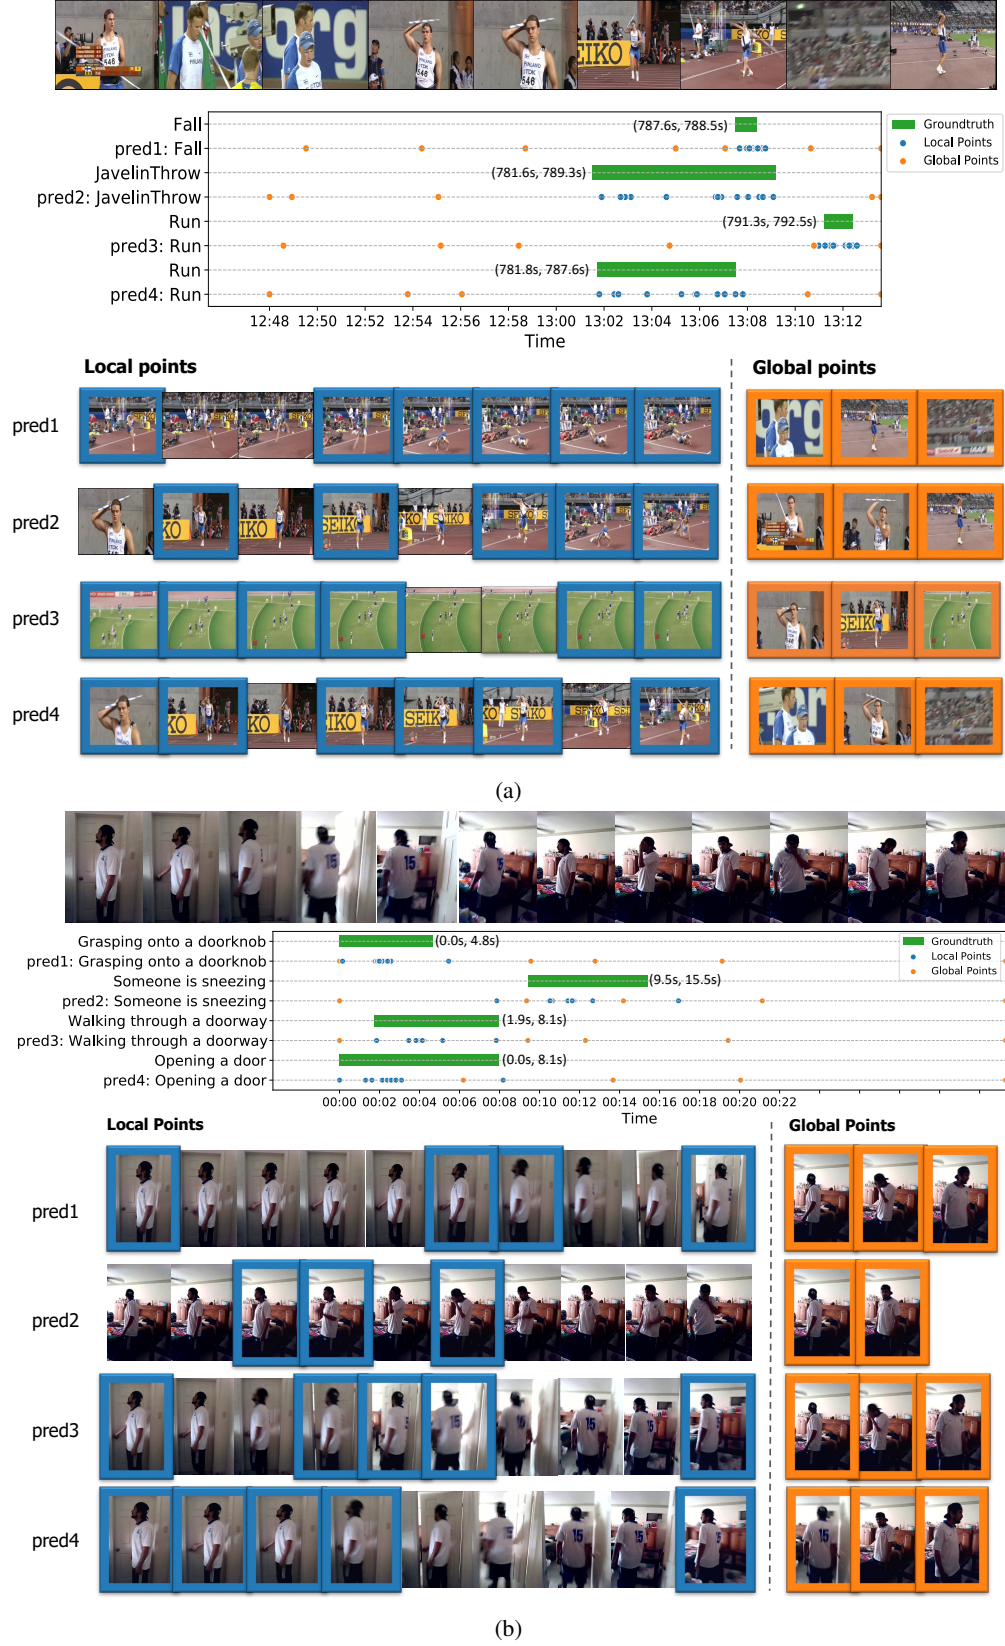 FINLAND
TDK
546
SEIKO
Fall
(787.6s, 788.5s)
pred1: Fall
JavelinThrow
(781.6s, 789.3s)
pred2: JavelinThrow
Run
(791.3s, 792.5s)
pred3: Run
Run
(781.8s, 787.6s)
pred4: Run
Groundtruth
Local Points
Global Points
12:48 12:50 12:52 12:54 12:56 12:58 13:00 13:02 13:04 13:06 13:08 13:10 13:12
Time
Local points
Global points
pred1
pred2
pred3
pred4
(a)
15
15
Grasping onto a doorknob
(0.0s, 4.8s)
pred1: Grasping onto a doorknob
Someone is sneezing
(9.5s, 15.5s)
pred2: Someone is sneezing
Walking through a doorway
(1.9s, 8.1s)
pred3: Walking through a doorway
Opening a door
(0.0s, 8.1s)
pred4: Opening a door
Groundtruth
Local Points
Global Points
00:00 00:02 00:04 00:06 00:08 00:10 00:12 00:14 00:16 00:18 00:20 00:22
Time
Local Points
Global Points
pred1
pred2
pred3
pred4
(b)